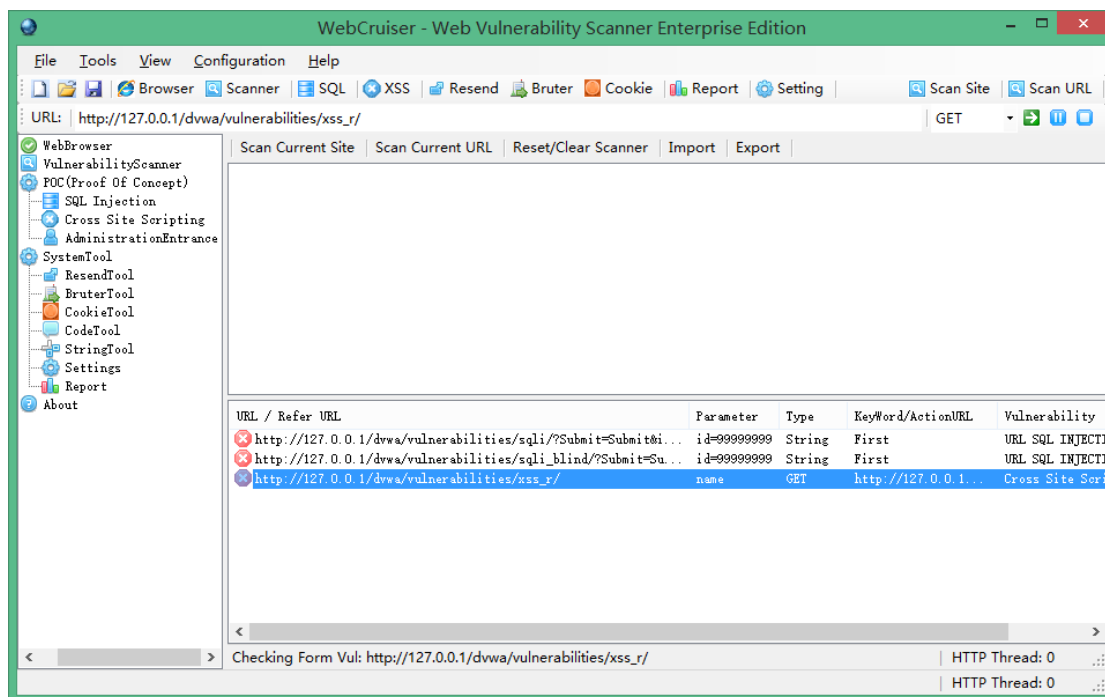 WebCruiser - Web Vulnerability Scanner Enterprise Edition
File Tools View Configuration Help
Browser Scanner SQL XSS Resend Bruter Cookie Report Setting Scan Site Scan URL
URL: http://127.0.0.1/dvwa/vulnerabilities/xss_r/ GET
WebBrowser
VulnerabilityScanner
POC(Proof Of Concept)
SQL Injection
Cross Site Scripting
AdministrationEntrance
SystemTool
ResendTool
BruterTool
CookieTool
CodeTool
StringTool
Settings
Report
About
Scan Current Site Scan Current URL Reset/Clear Scanner Import Export
URL / Refer URL Parameter Type KeyWord/ActionURL Vulnerability
http://127.0.0.1/dvwa/vulnerabilities/sqli/?Submit=Submit&i... id=99999999 String First URL SQL INJECTI
http://127.0.0.1/dvwa/vulnerabilities/sqli_blind/?Submit=Su... id=99999999 String First URL SQL INJECTI
http://127.0.0.1/dvwa/vulnerabilities/xss_r/ name GET http://127.0.0.1... Cross Site Scri
Checking Form Vul: http://127.0.0.1/dvwa/vulnerabilities/xss_r/ HTTP Thread: 0
HTTP Thread: 0